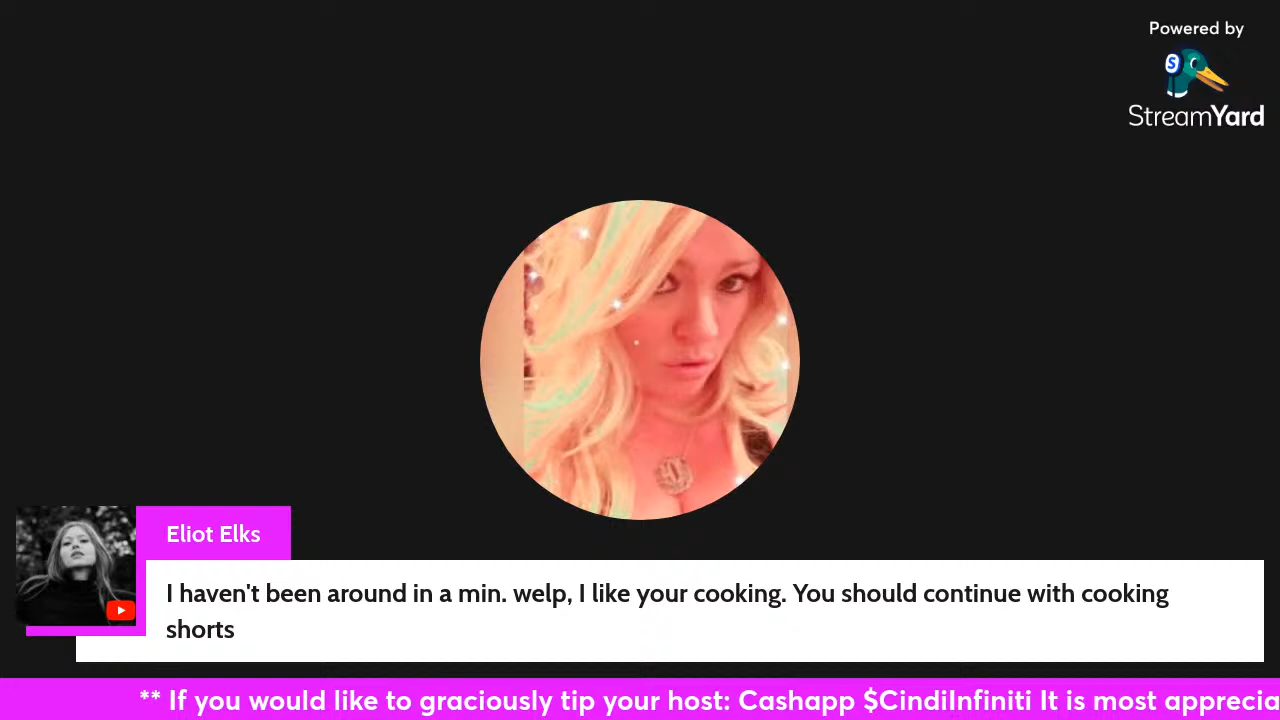 Powered by
S
StreamYard
Eliot Elks
I haven't been around in a min. welp, I like your cooking. You should continue with cooking
shorts
** If you would like to graciously tip your host: Cashapp $CindiInfiniti It is most apprecia